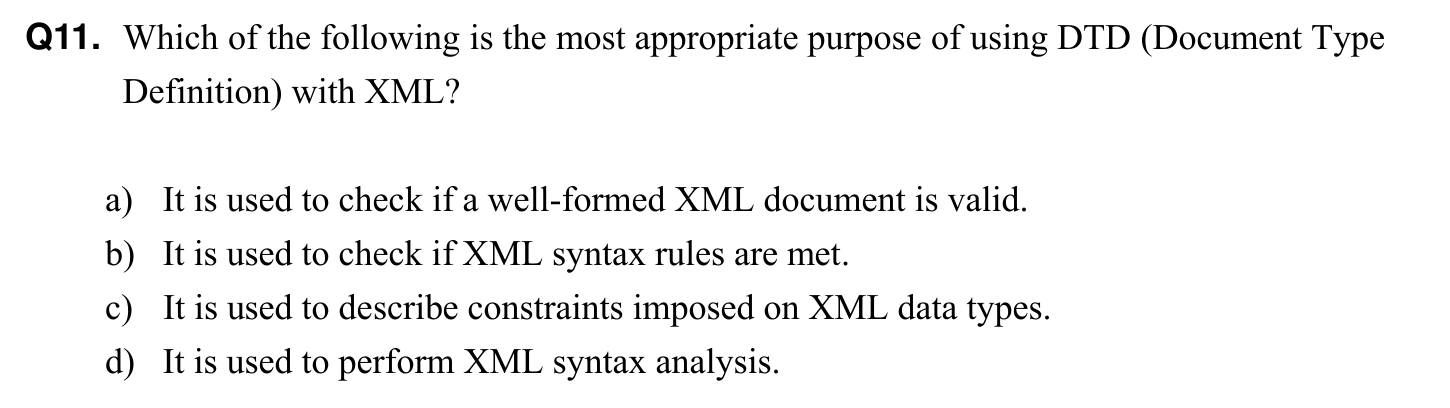 Q11. Which of the following is the most appropriate purpose of using DTD (Document Type
Definition) with XML?
a) It is used to check if a well-formed XML document is valid.
b) It is used to check if XML syntax rules are met.
c) It is used to describe constraints imposed on XML data types.
d) It is used to perform XML syntax analysis.